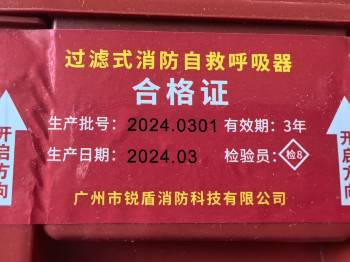 过滤式消防自救呼吸器
合格证
生产批号：2024.0301 有效期：3年
生产日期：2024.03 检验员：检8
广州市锐盾消防科技有限公司
开启方向
开启方向